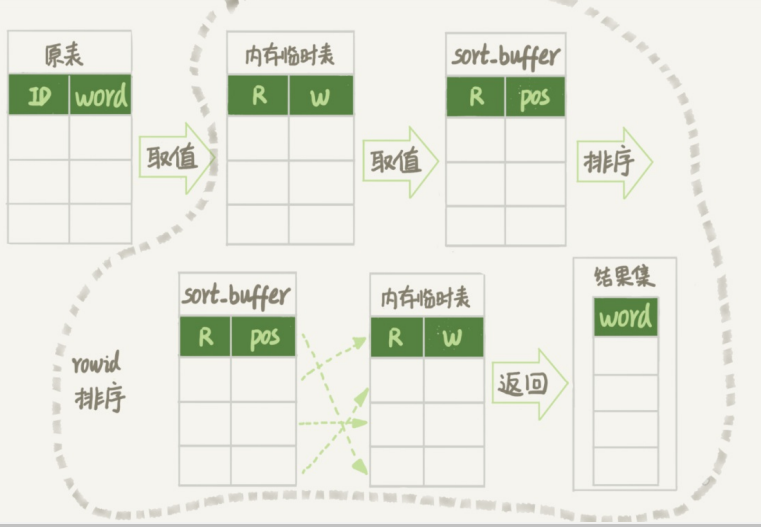 原表
ID word
取值
内存临时表
R W
取值
sort_buffer
R pos
排序
rowid
排序
sort_buffer
R pos
内存临时表
R W
返回
结果集
word